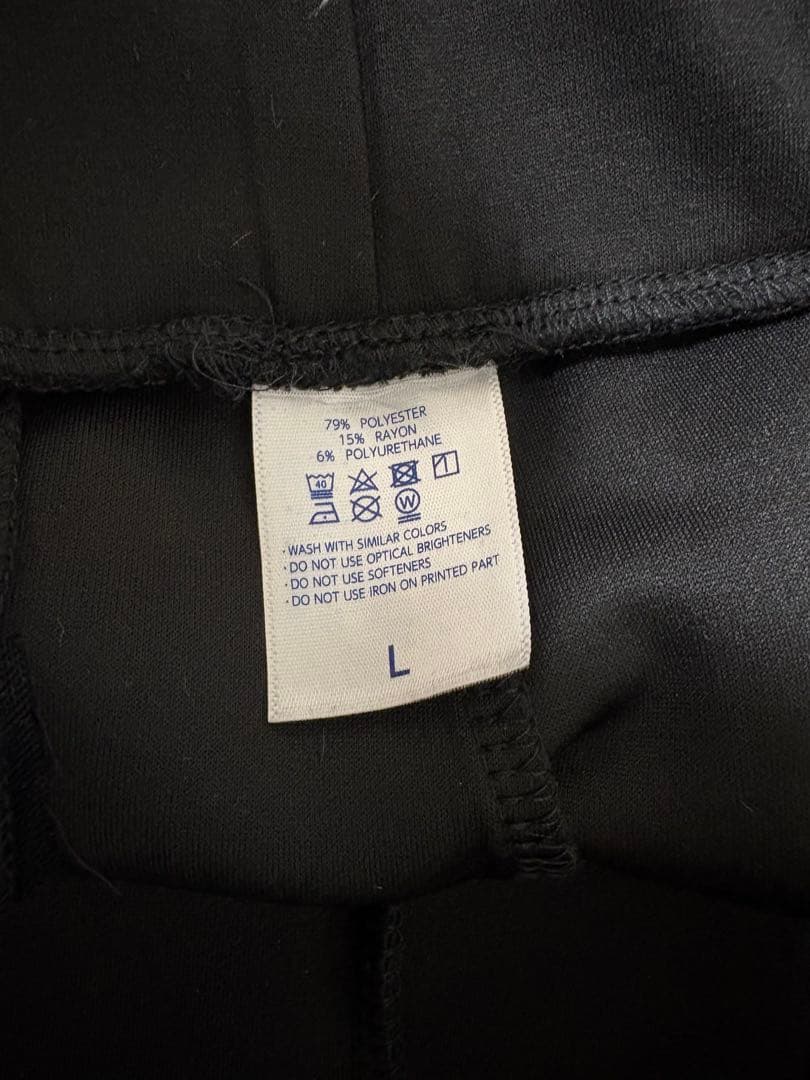 79% POLYESTER
15% RAYON
6% POLYURETHANE
40
W
·WASH WITH SIMILAR COLORS
·DO NOT USE OPTICAL BRIGHTENERS
·DO NOT USE SOFTENERS
·DO NOT USE IRON ON PRINTED PART
L